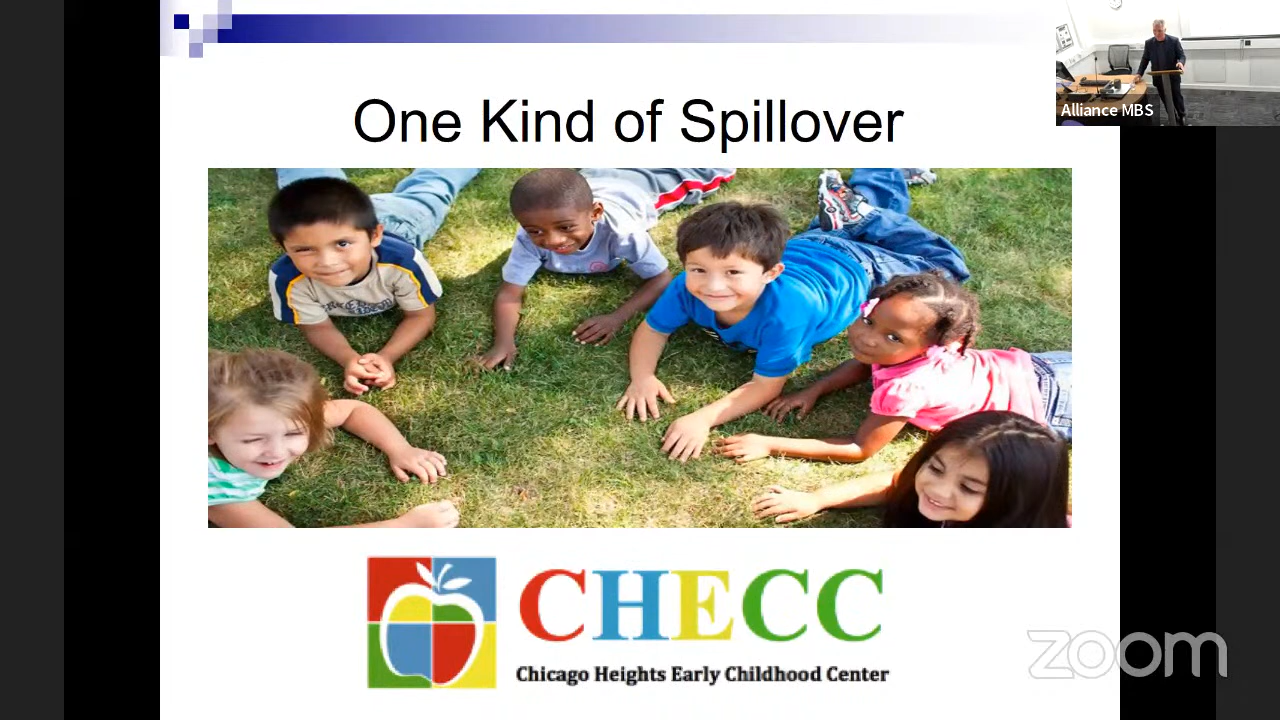 One Kind of Spillover
Alliance MBS
CHECC
Chicago Heights Early Childhood Center
zoom